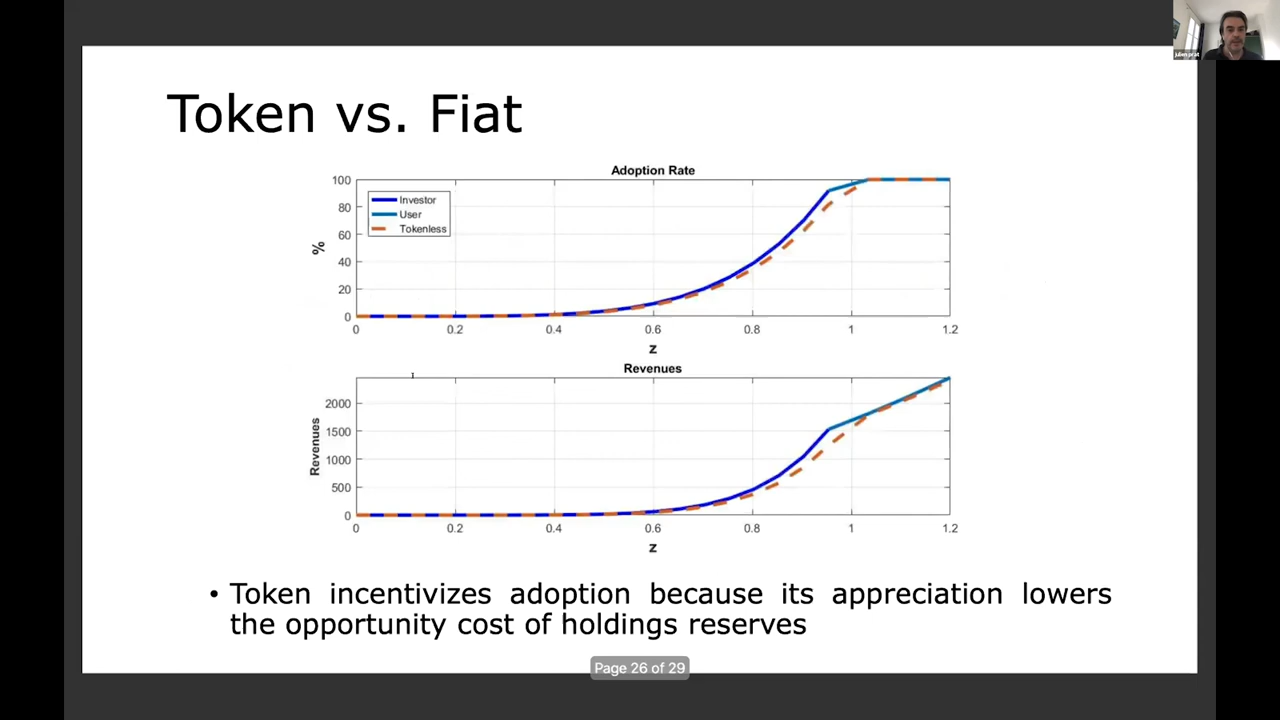 julien prat
Token vs. Fiat
Adoption Rate
100
80
60
40
20
0
%
Investor
User
Tokenless
0 0.2 0.4 0.6 0.8 1 1.2
z
Revenues
2000
1500
1000
500
0
Revenues
0 0.2 0.4 0.6 0.8 1 1.2
z
• Token incentivizes adoption because its appreciation lowers
the opportunity cost of holdings reserves
Page 26 of 29